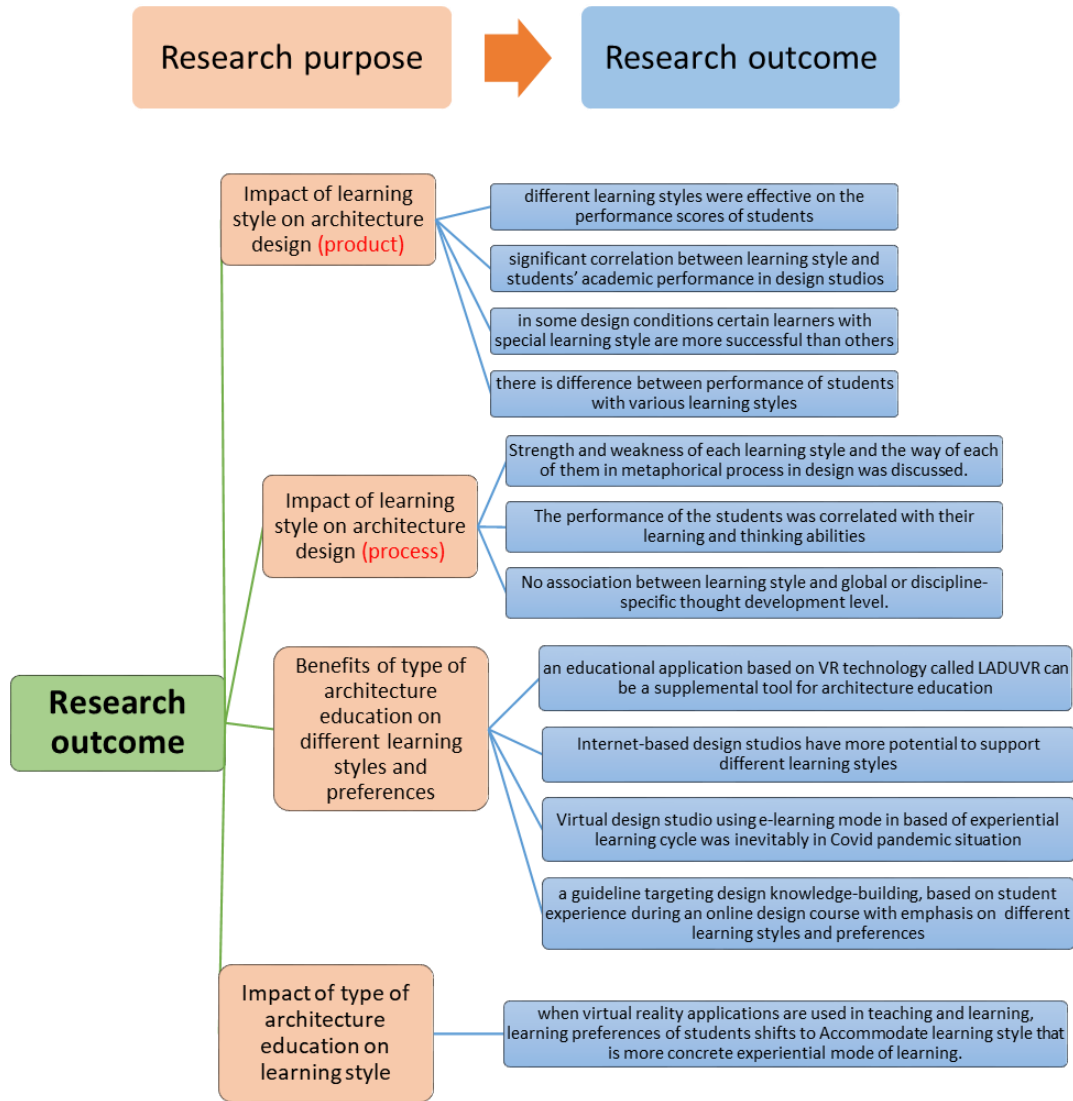 Research purpose
Research outcome
Impact of learning
style on architecture
design (product)
different learning styles were effective on the
performance scores of students
significant correlation between learning style and
students’ academic performance in design studios
in some design conditions certain learners with
special learning style are more successful than others
there is difference between performance of students
with various learning styles
Impact of learning
style on architecture
design (process)
Strength and weakness of each learning style and the way of each
of them in metaphorical process in design was discussed.
The performance of the students was correlated with their
learning and thinking abilities
No association between learning style and global or discipline-
specific thought development level.
Research
outcome
Benefits of type of
architecture
education on
different learning
styles and
preferences
an educational application based on VR technology called LADUVR can
be a supplemental tool for architecture education
Internet-based design studios have more potential to support
different learning styles
Virtual design studio using e-learning mode in based of experiential
learning cycle was inevitably in Covid pandemic situation
a guideline targeting design knowledge-building, based on student
experience during an online design course with emphasis on different
learning styles and preferences
Impact of type of
architecture
education on
learning style
when virtual reality applications are used in teaching and learning,
learning preferences of students shifts to Accommodate learning style that
is more concrete experiential mode of learning.